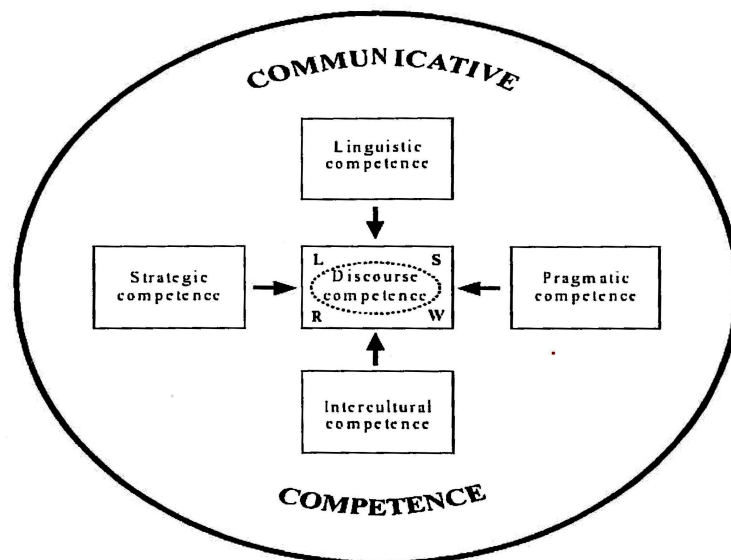 COMMUNICATIVE
Linguistic
competence
Strategic
competence
L S
Discourse
competence
R W
Pragmatic
competence
Intercultural
competence
COMPETENCE